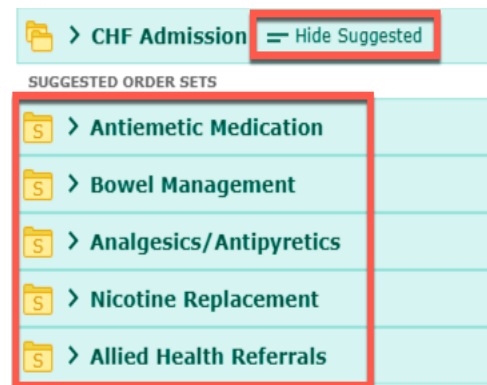 CHF Admission Hide Suggested
SUGGESTED ORDER SETS
S > Antiemetic Medication
S > Bowel Management
S > Analgesics/Antipyretics
S > Nicotine Replacement
S > Allied Health Referrals